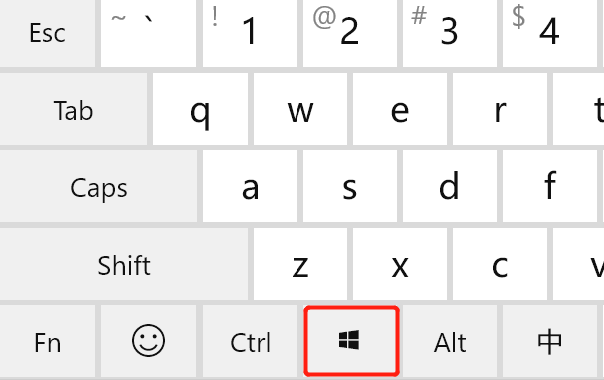 Esc ~ ` ! 1 @ 2 # 3 $ 4
Tab q w e r t
Caps a s d f
Shift z x c v
Fn Ctrl Alt 中